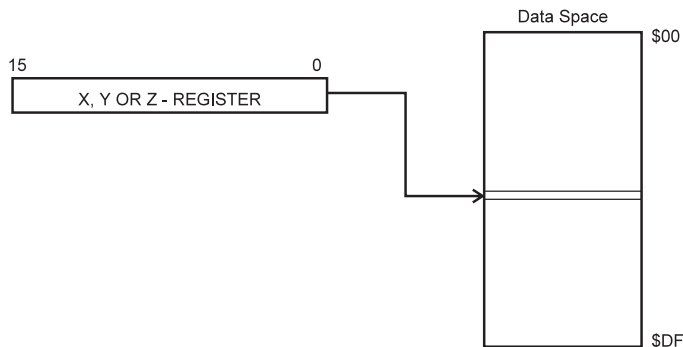 Data Space
$00
15 0
X, Y OR Z - REGISTER
$DF